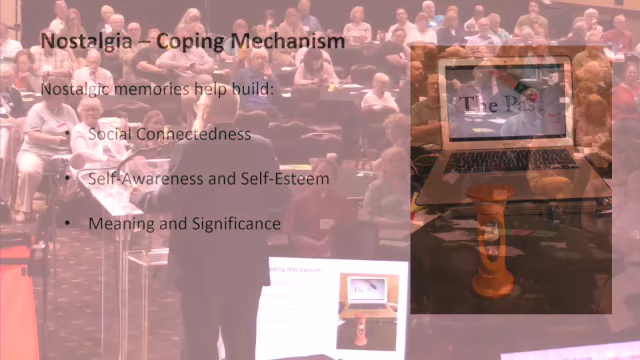 Nostalgia – Coping Mechanism
Nostalgic memories help build:
• Social Connectedness
• Self-Awareness and Self-Esteem
• Meaning and Significance
"The Past"
Mechanism